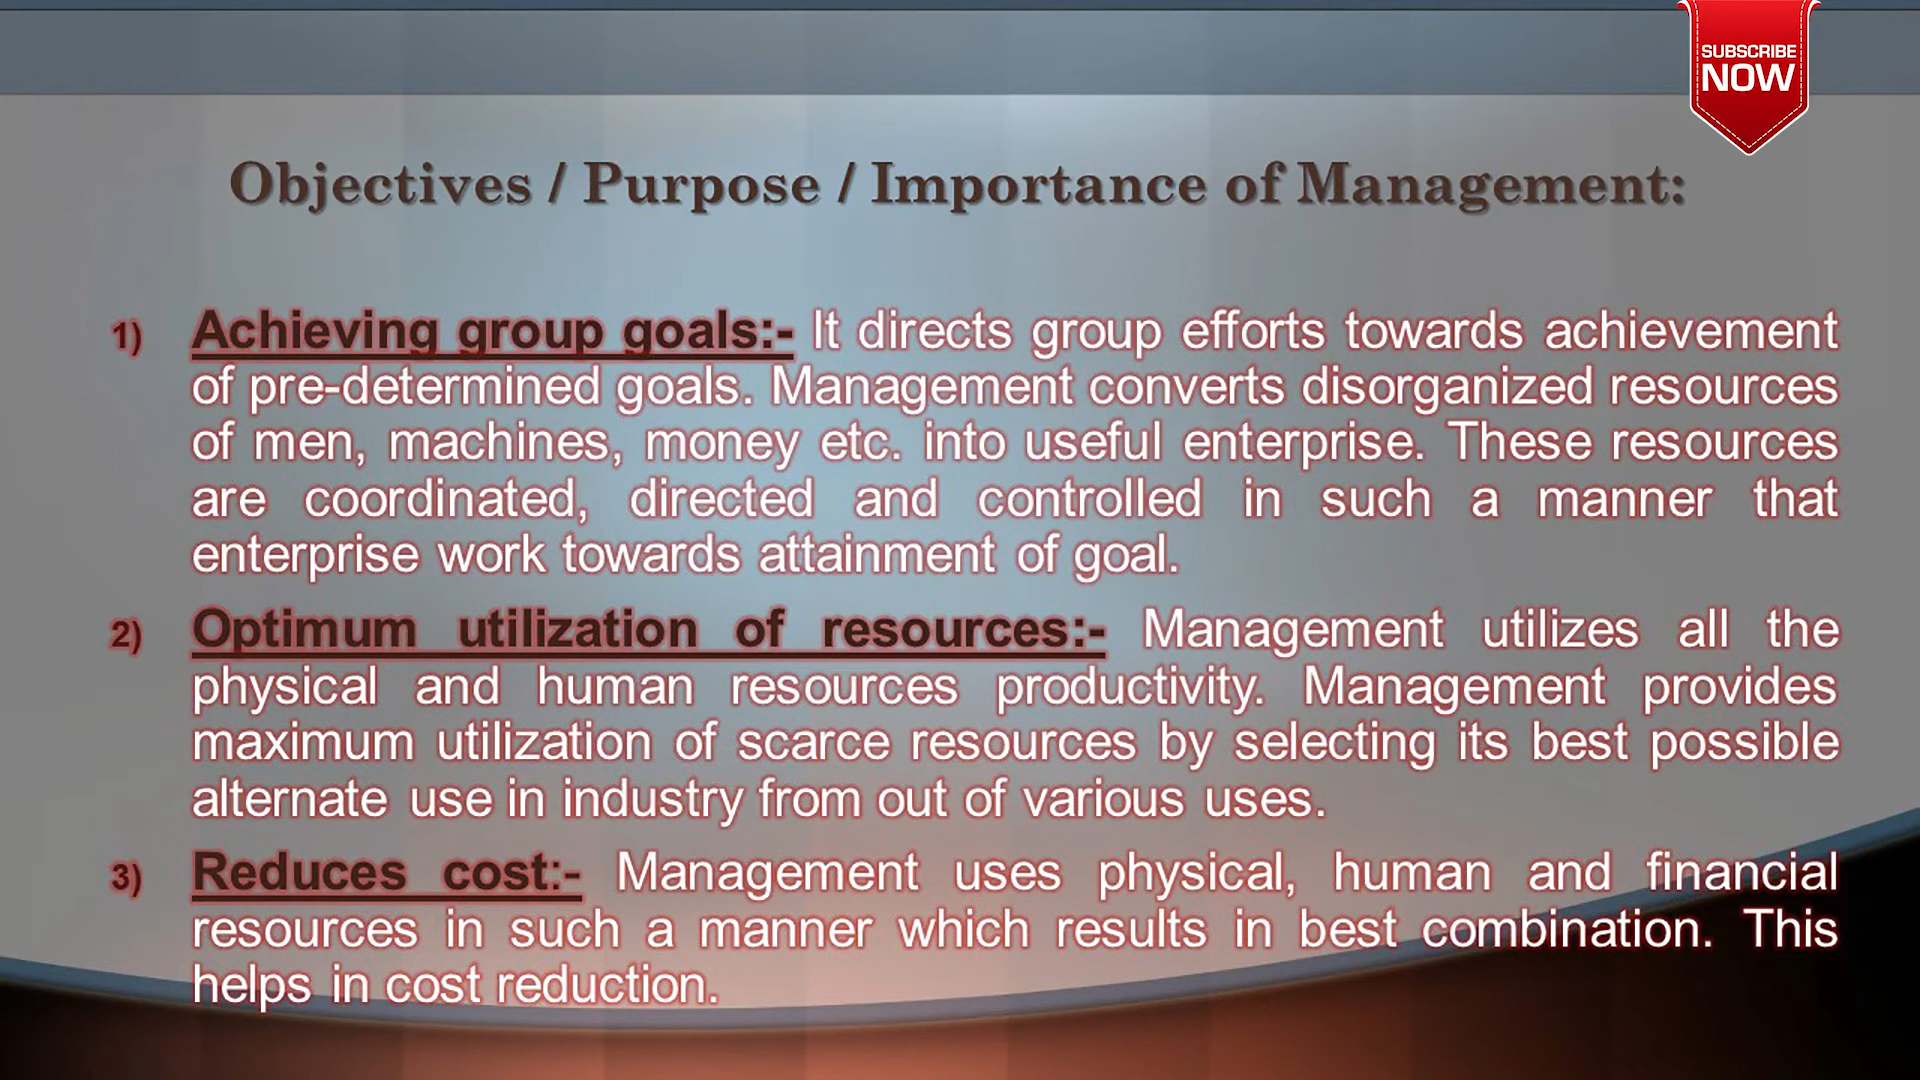 SUBSCRIBE
NOW
Objectives / Purpose / Importance of Management:
1) Achieving group goals:- It directs group efforts towards achievement
of pre-determined goals. Management converts disorganized resources
of men, machines, money etc. into useful enterprise. These resources
are coordinated, directed and controlled in such a manner that
enterprise work towards attainment of goal.
2) Optimum utilization of resources:- Management utilizes all the
physical and human resources productivity. Management provides
maximum utilization of scarce resources by selecting its best possible
alternate use in industry from out of various uses.
3) Reduces cost:- Management uses physical, human and financial
resources in such a manner which results in best combination. This
helps in cost reduction.